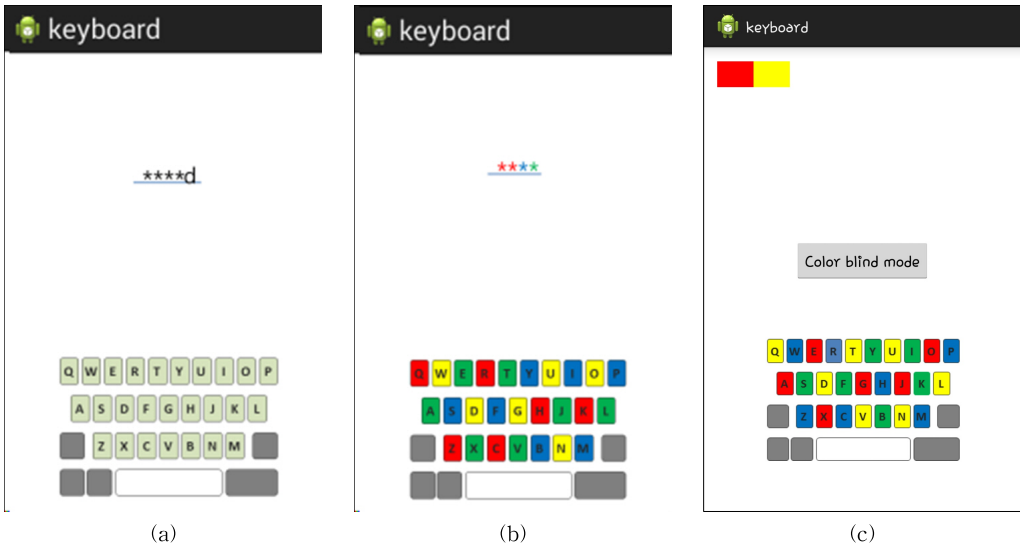 keyboard
****d
Q W E R T Y U I O P
A S D F G H J K L
Z X C V B N M
(a)
keyboard
****
Q W E R T Y U I O P
A S D F G H J K L
Z X C V B N M
(b)
keyboard
Color blind mode
Q W E R T Y U I O P
A S D F G H J K L
Z X C V B N M
(c)